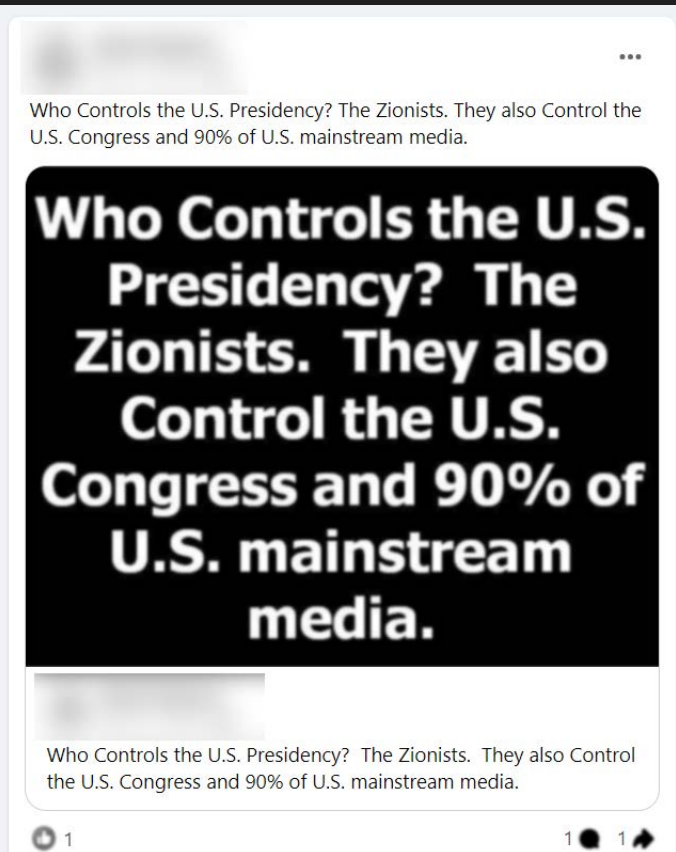 Who Controls the U.S. Presidency? The Zionists. They also Control the
U.S. Congress and 90% of U.S. mainstream media.
Who Controls the U.S.
Presidency?  The
Zionists.  They also
Control the U.S.
Congress and 90% of
U.S. mainstream
media.
Who Controls the U.S. Presidency?  The Zionists.  They also Control
the U.S. Congress and 90% of U.S. mainstream media.
1 1 1